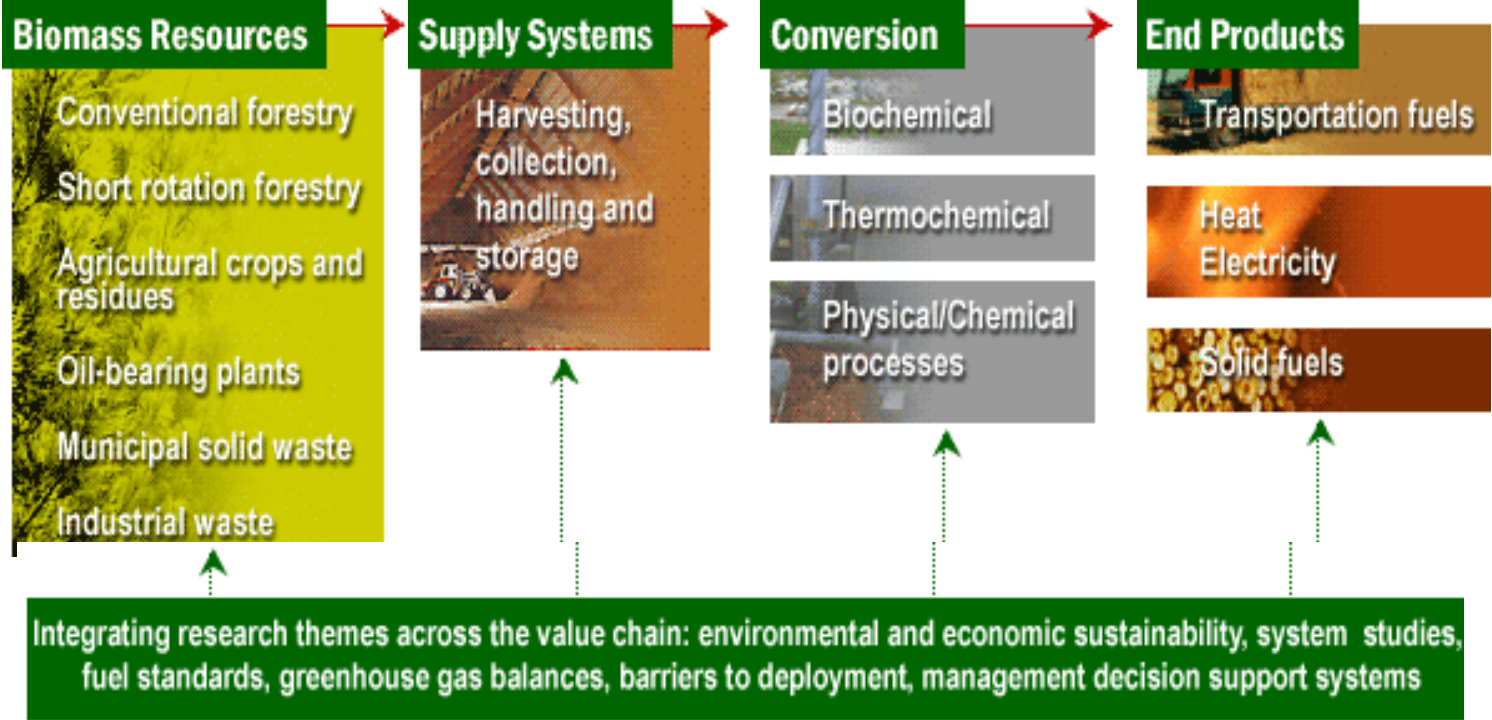 Biomass Resources
Conventional forestry
Short rotation forestry
Agricultural crops and
residues
Oil-bearing plants
Municipal solid waste
Industrial waste
Supply Systems
Harvesting,
collection,
handling and
storage
Conversion
Biochemical
Thermochemical
Physical/Chemical
processes
End Products
Transportation fuels
Heat
Electricity
Solid fuels
Integrating research themes across the value chain: environmental and economic sustainability, system studies,
fuel standards, greenhouse gas balances, barriers to deployment, management decision support systems